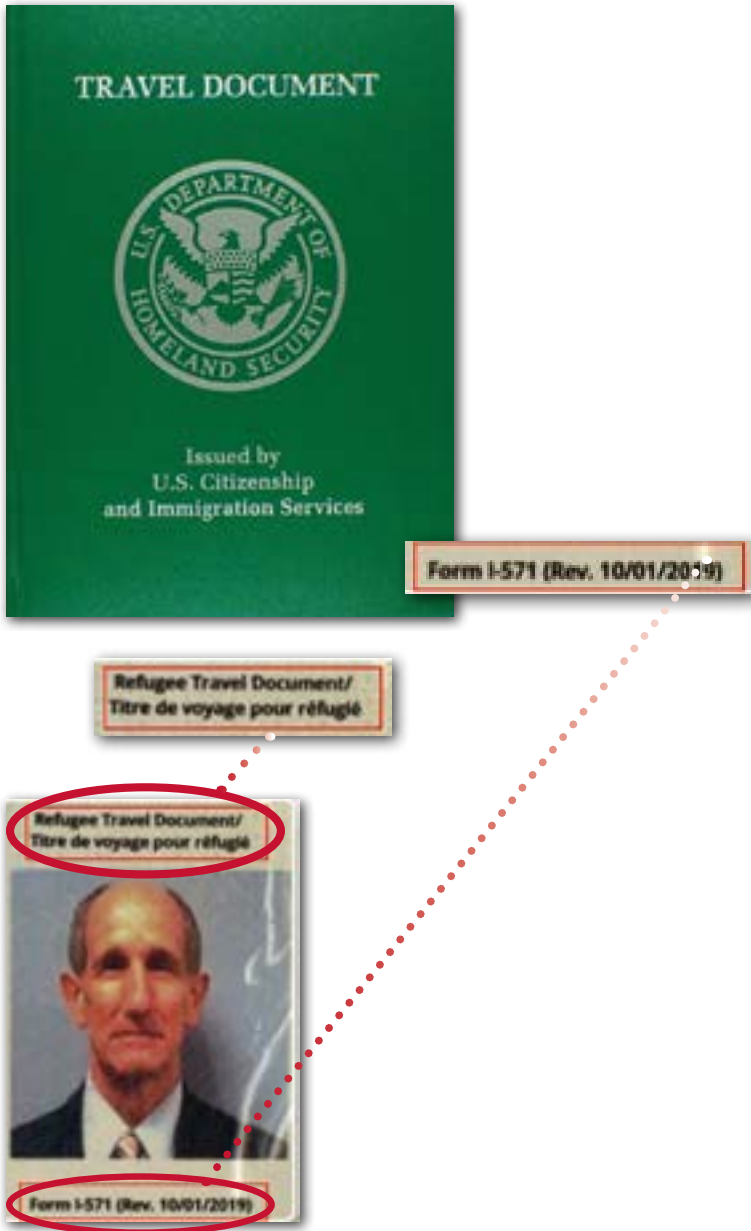 TRAVEL DOCUMENT
U.S. DEPARTMENT OF
HOMELAND SECURITY
Issued by
U.S. Citizenship
and Immigration Services
Form I-571 (Rev. 10/01/2019)
Refugee Travel Document/
Titre de voyage pour réfugié
Refugee Travel Document/
Titre de voyage pour réfugié
Form I-571 (Rev. 10/01/2019)